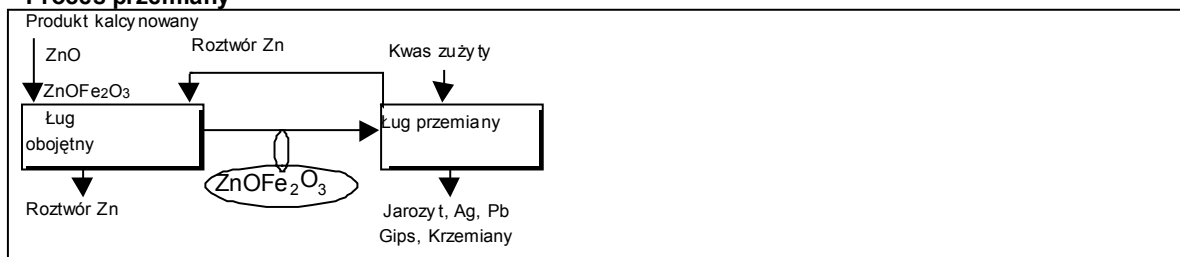 Proces przemiany
Produkt kalcynowany
ZnO
Roztwór Zn
Kwas zużyty
ZnOFe2O3
Ług
obojętny
Ług przemiany
ZnOFe2O3
Roztwór Zn
Jarozyt, Ag, Pb
Gips, Krzemiany